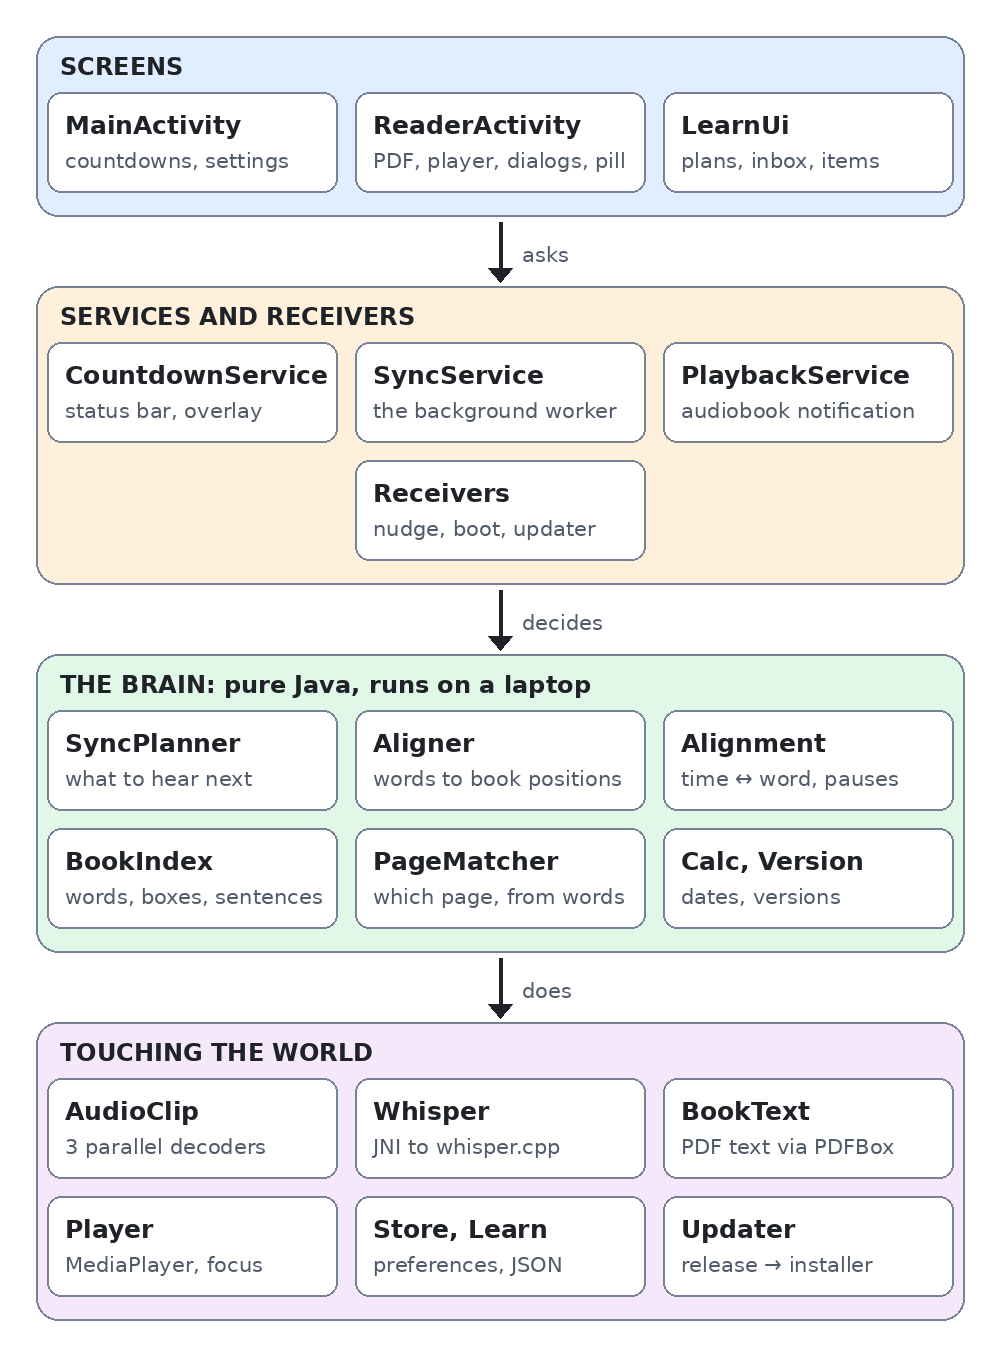 SCREENS
MainActivity
countdowns, settings
ReaderActivity
PDF, player, dialogs, pill
LearnUi
plans, inbox, items
asks
SERVICES AND RECEIVERS
CountdownService
status bar, overlay
SyncService
the background worker
PlaybackService
audiobook notification
Receivers
nudge, boot, updater
decides
THE BRAIN: pure Java, runs on a laptop
SyncPlanner
what to hear next
Aligner
words to book positions
Alignment
time ↔ word, pauses
BookIndex
words, boxes, sentences
PageMatcher
which page, from words
Calc, Version
dates, versions
does
TOUCHING THE WORLD
AudioClip
3 parallel decoders
Whisper
JNI to whisper.cpp
BookText
PDF text via PDFBox
Player
MediaPlayer, focus
Store, Learn
preferences, JSON
Updater
release → installer